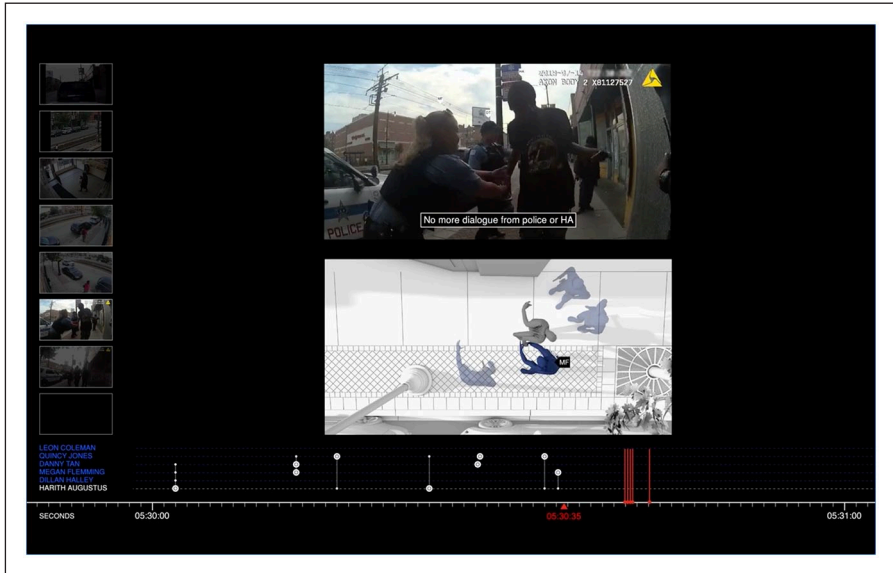 AXON BODY 2 X81127527
POLICE
No more dialogue from police or HA
MF
LEON COLEMAN
QUINCY JONES
DANNY TAN
MEGAN FLEMMING
DILLAN HALLEY
HARITH AUGUSTUS
SECONDS
05:30:00
05:30:35
05:31:00